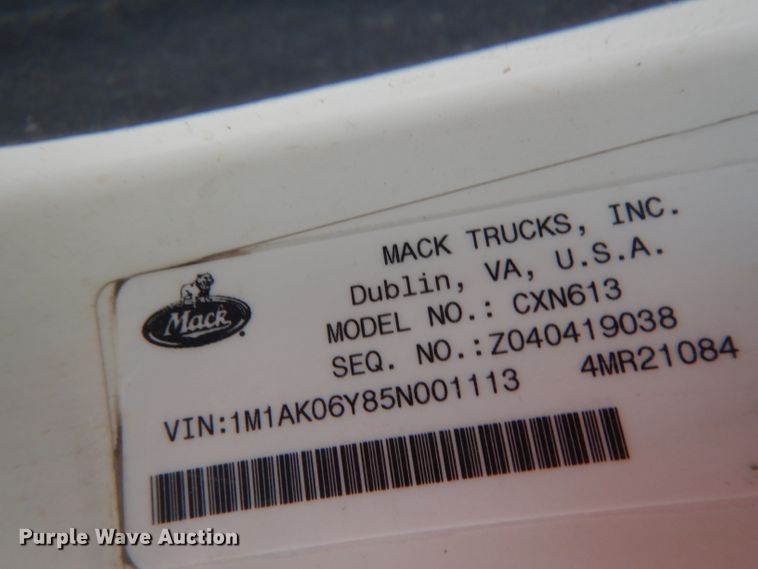 MACK TRUCKS, INC.
Dublin, VA, U.S.A.
MODEL NO.: CXN613
SEQ. NO.:Z040419038
4MR21084
VIN:1M1AK06Y85N001113
Mack
Purple Wave Auction